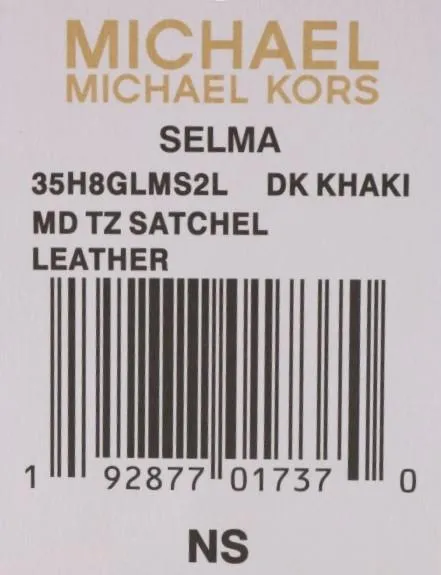 MICHAEL
MICHAEL KORS
SELMA
35H8GLMS2L DK KHAKI
MD TZ SATCHEL
LEATHER
1 92877 01737 0
NS